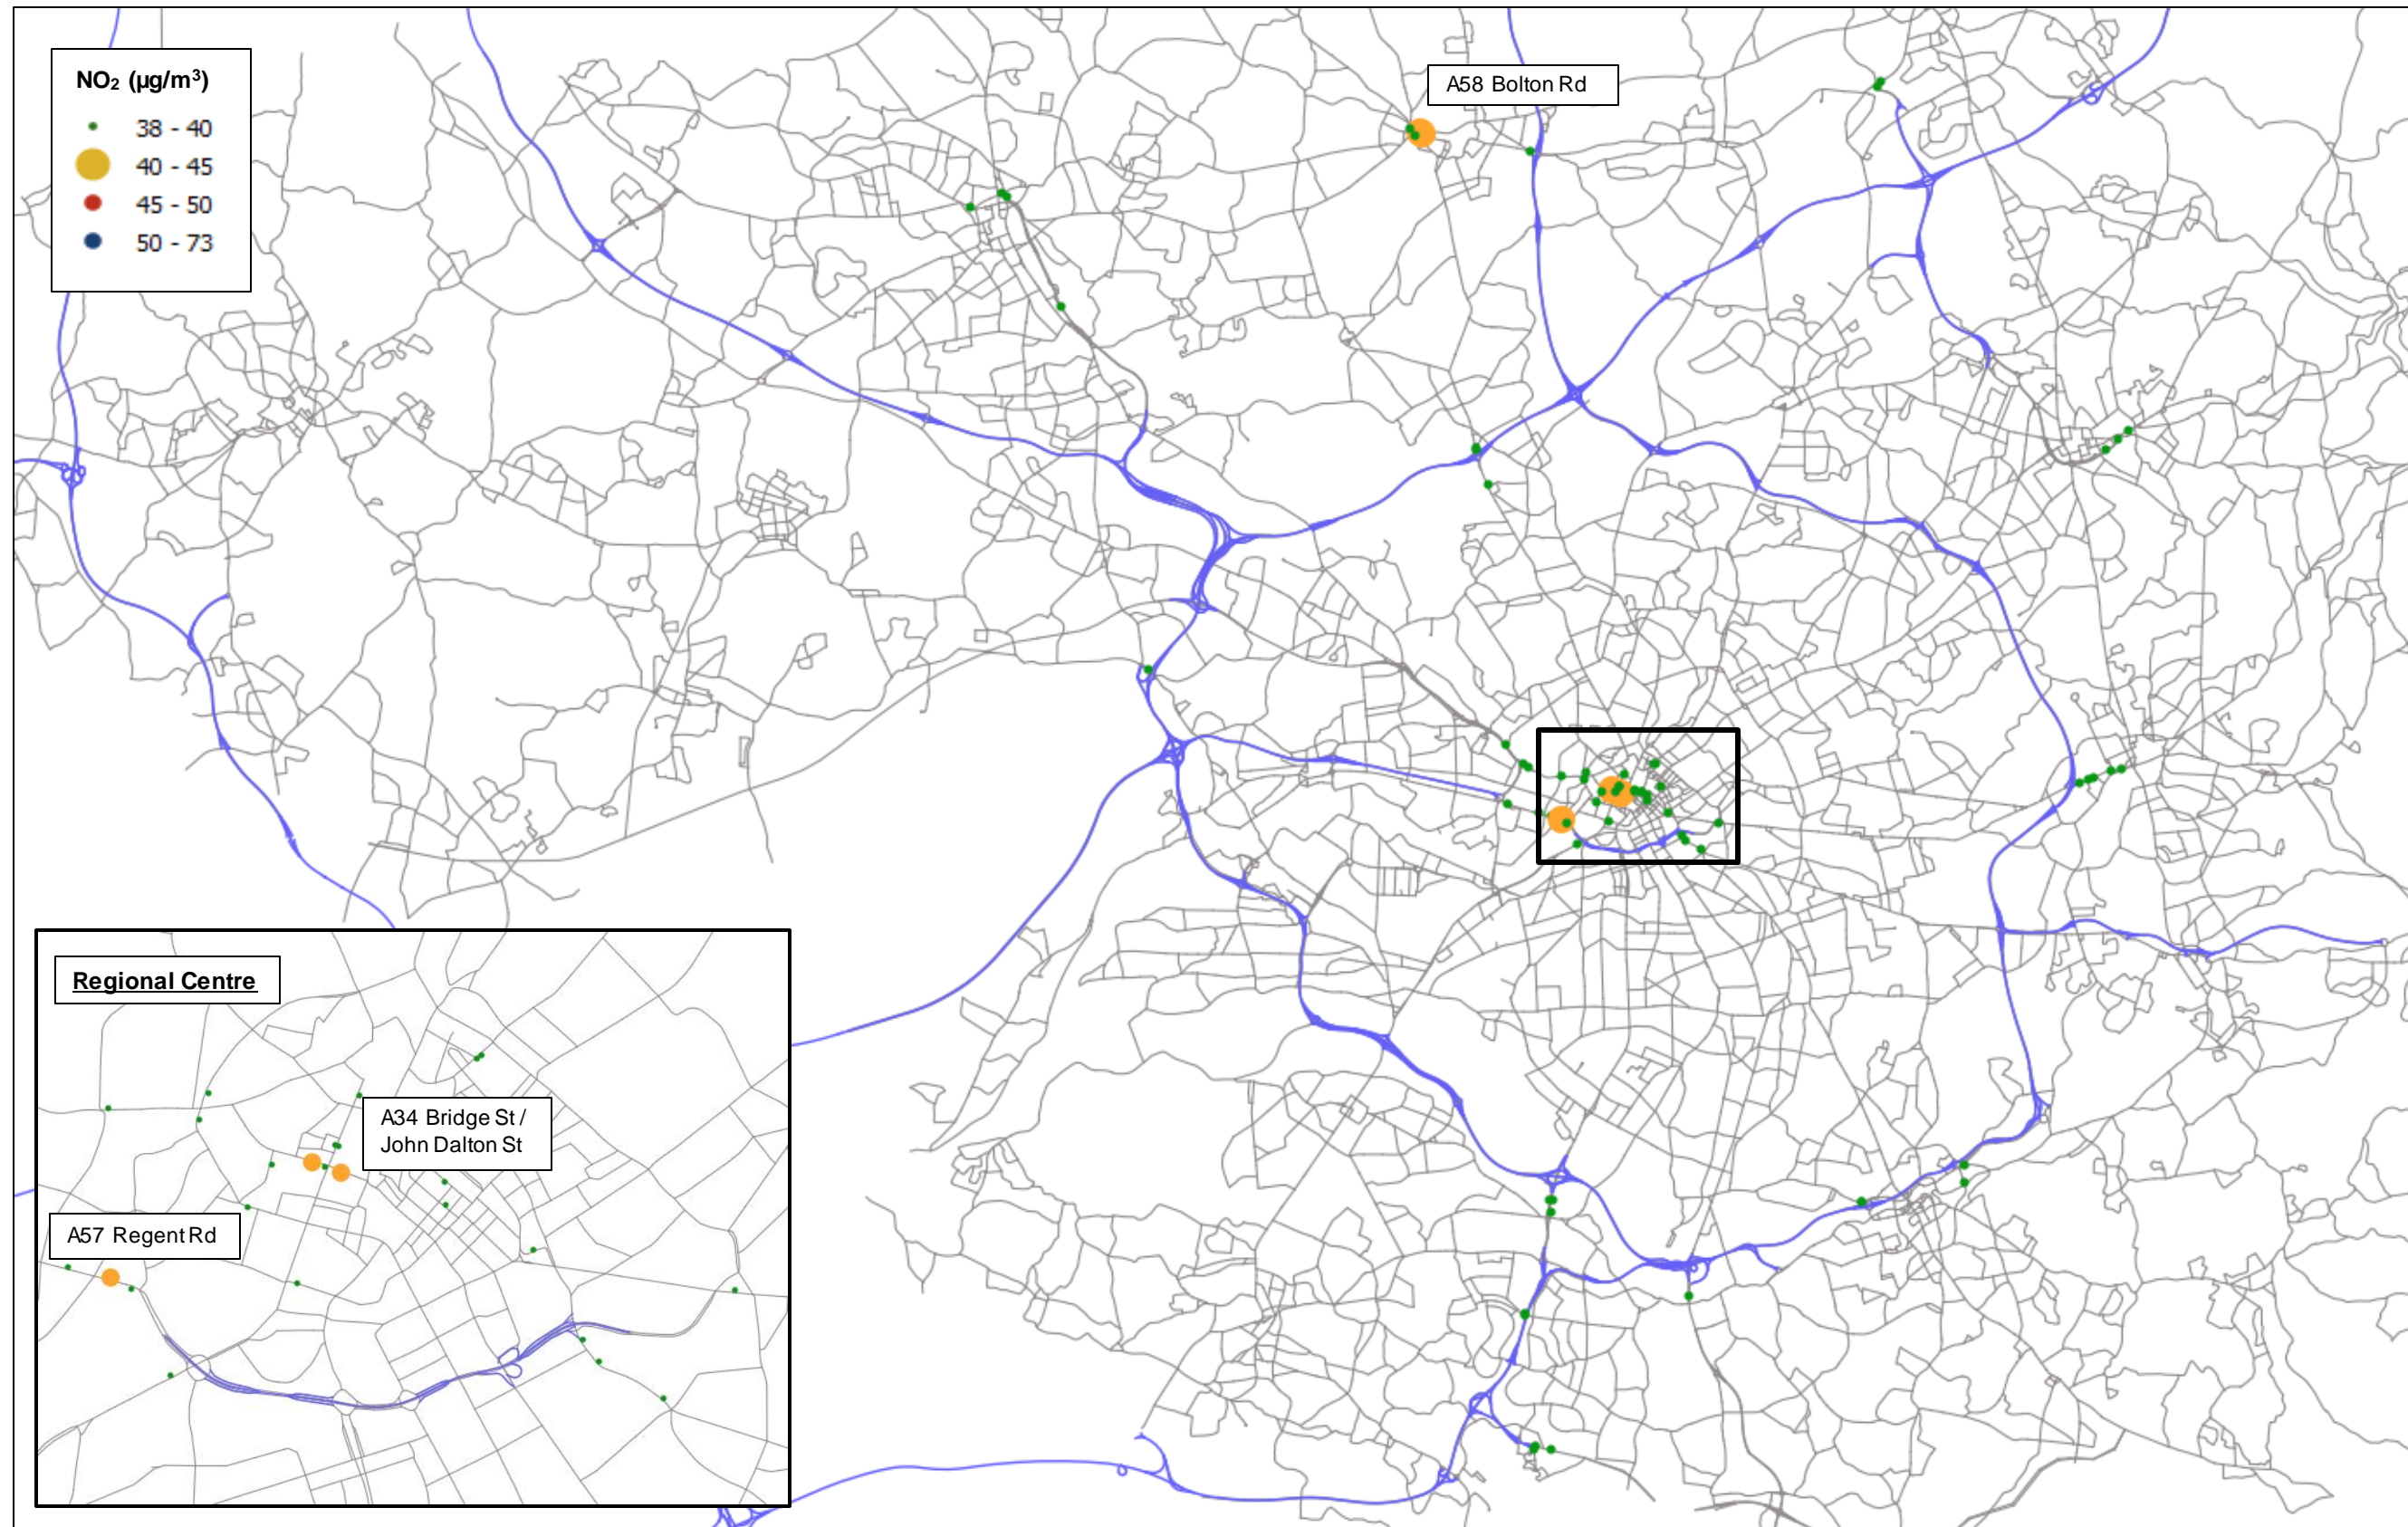 NO₂ (µg/m³)
38 - 40
40 - 45
45 - 50
50 - 73
A58 Bolton Rd
Regional Centre
A34 Bridge St /
John Dalton St
A57 Regent Rd